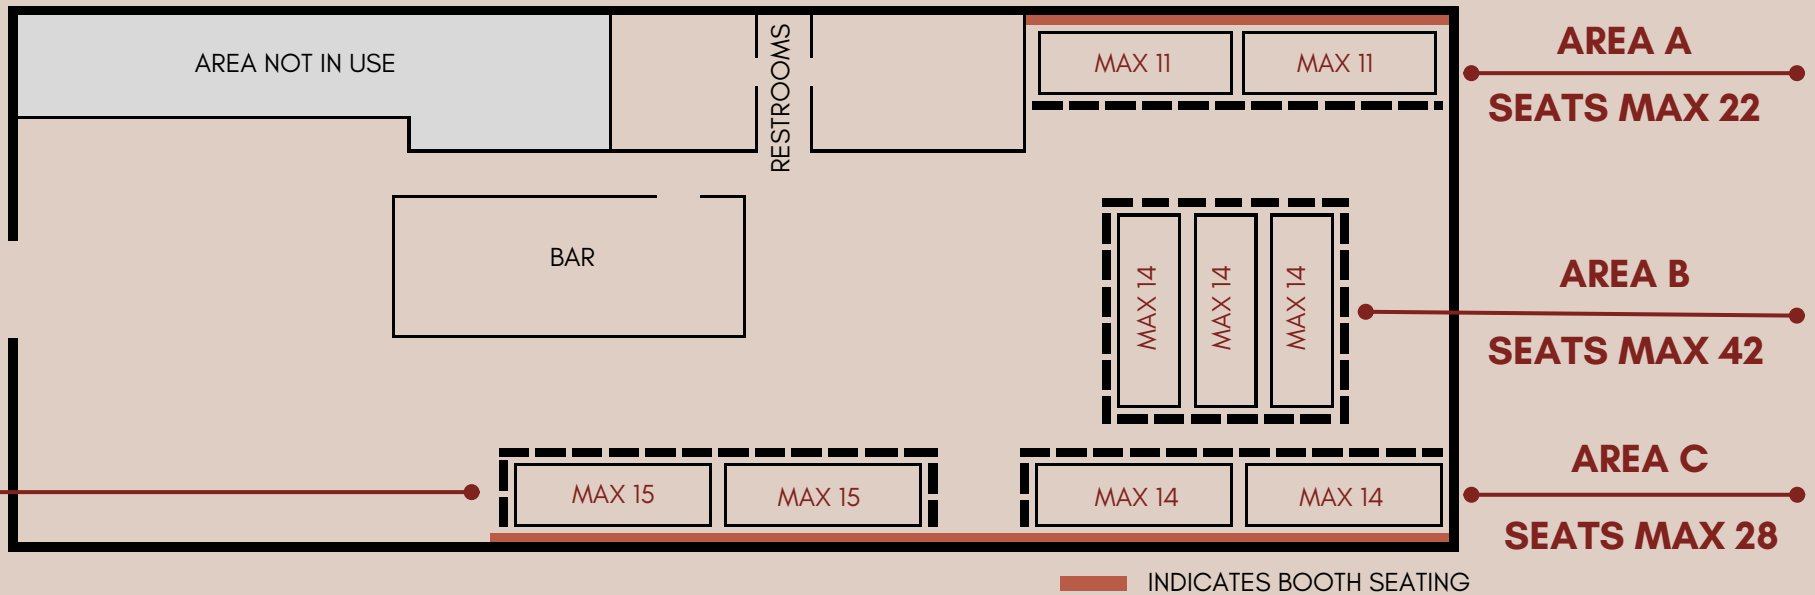 AREA NOT IN USE
RESTROOMS
MAX 11
MAX 11
AREA A
SEATS MAX 22
BAR
MAX 14
MAX 14
MAX 14
AREA B
SEATS MAX 42
MAX 15
MAX 15
MAX 14
MAX 14
AREA C
SEATS MAX 28
INDICATES BOOTH SEATING